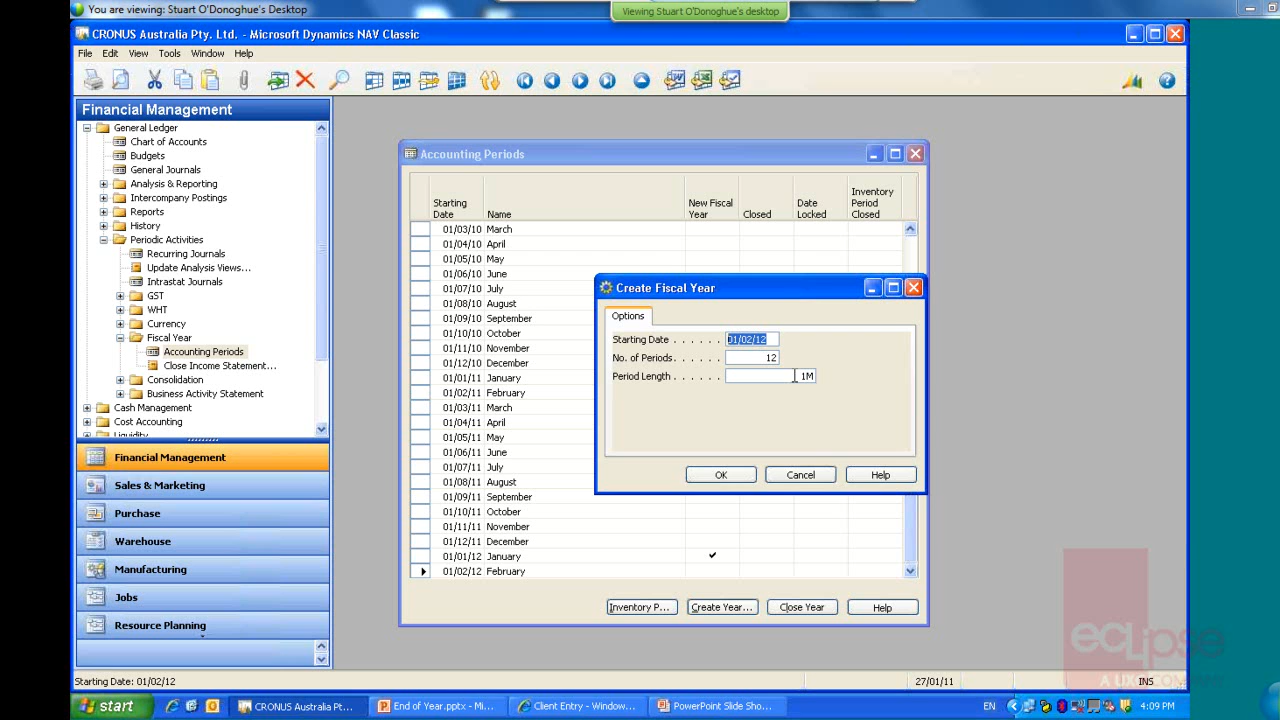 You are viewing: Stuart O'Donoghue's Desktop
Viewing Stuart O'Donoghue's desktop
CRONUS Australia Pty. Ltd. - Microsoft Dynamics NAV Classic
File Edit View Tools Window Help
Financial Management
General Ledger
Chart of Accounts
Budgets
General Journals
Analysis & Reporting
Intercompany Postings
Reports
History
Periodic Activities
Recurring Journals
Update Analysis Views...
Intrastat Journals
GST
WHT
Currency
Fiscal Year
Accounting Periods
Close Income Statement...
Consolidation
Business Activity Statement
Cash Management
Cost Accounting
Liquidity
Financial Management
Sales & Marketing
Purchase
Warehouse
Manufacturing
Jobs
Resource Planning
Accounting Periods
Starting Date Name New Fiscal Year Closed Date Locked Inventory Period Closed
01/03/10 March
01/04/10 April
01/05/10 May
01/06/10 June
01/07/10 July
01/08/10 August
01/09/10 September
01/10/10 October
01/11/10 November
01/12/10 December
01/01/11 January
01/02/11 February
01/03/11 March
01/04/11 April
01/05/11 May
01/06/11 June
01/07/11 July
01/08/11 August
01/09/11 September
01/10/11 October
01/11/11 November
01/12/11 December
01/01/12 January ✔
01/02/12 February
Inventory P... Create Year... Close Year Help
Create Fiscal Year
Options
Starting Date . . . . . . 01/02/12
No. of Periods . . . . . . 12
Period Length . . . . . . 1M
OK Cancel Help
eclipse
A UXC COMPANY
Starting Date: 01/02/12 27/01/11 INS
start CRONUS Australia Pt... End of Year.pptx - Mi... Client Entry - Window... PowerPoint Slide Sho... EN 4:09 PM